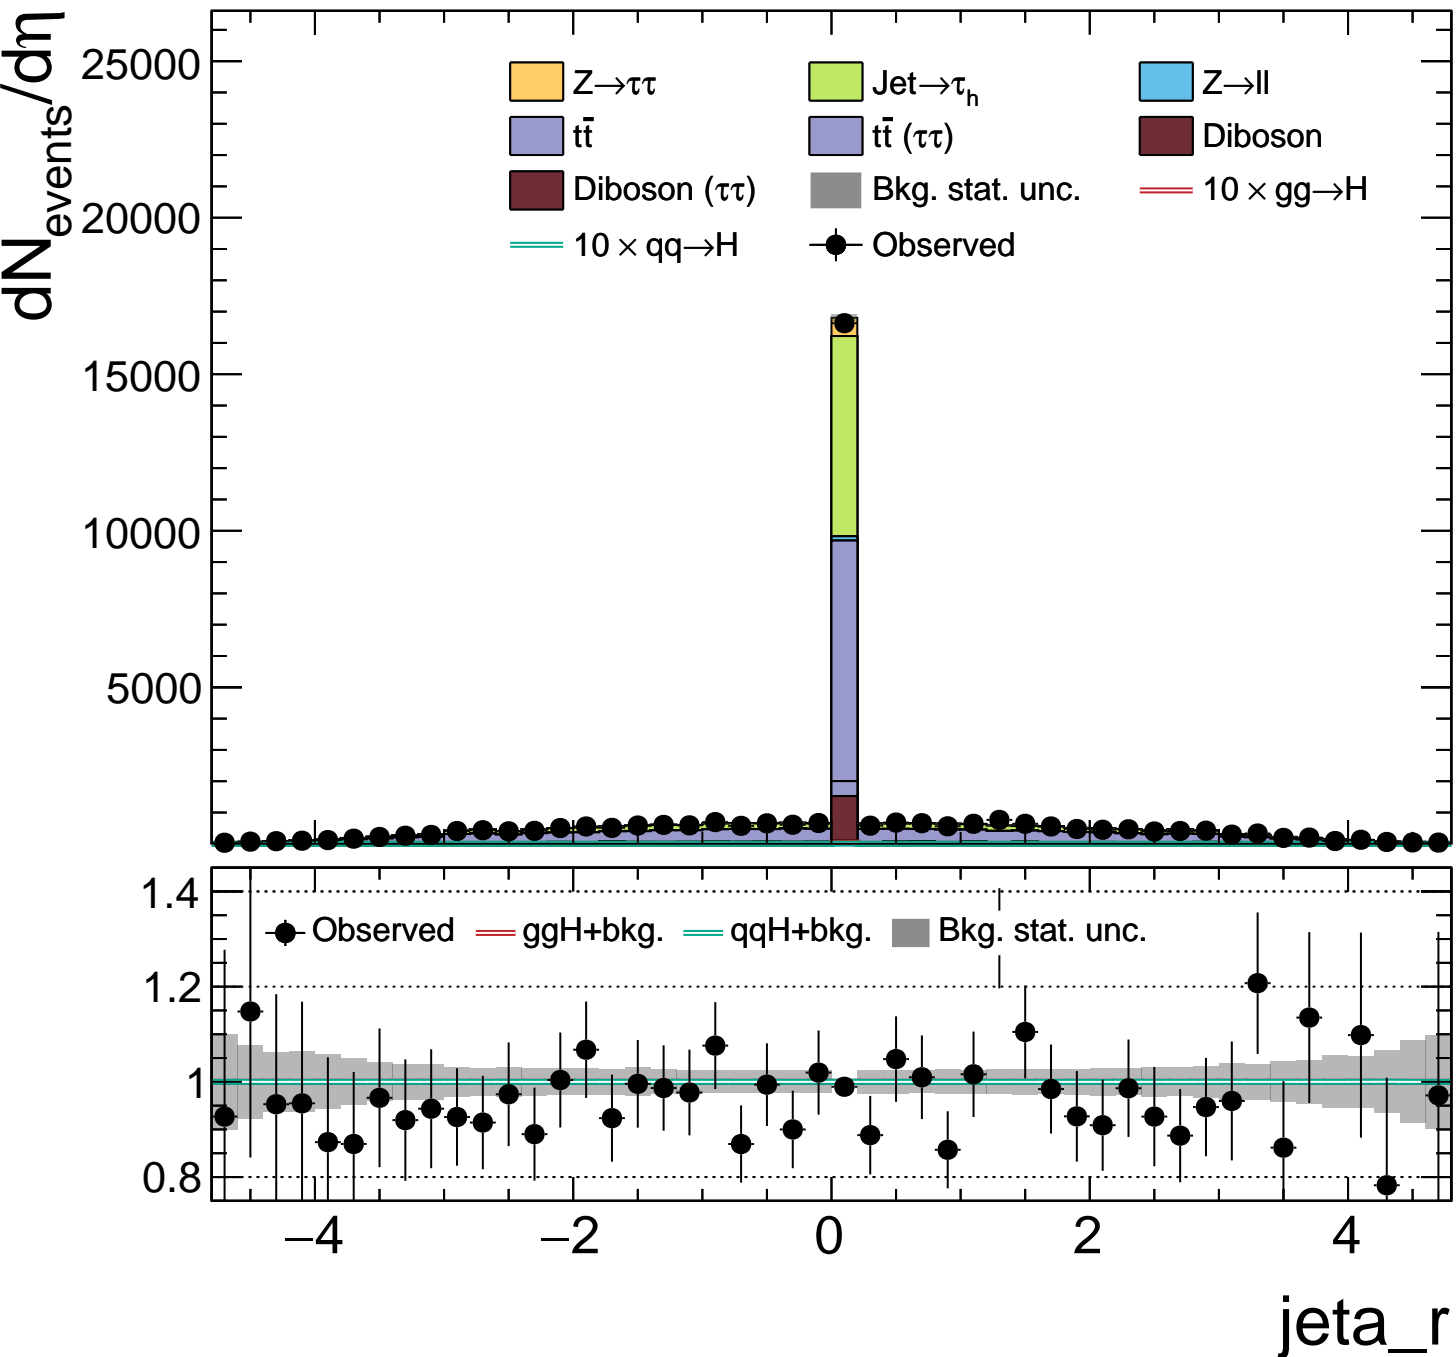 dN_events/dη
25000
20000
15000
10000
5000
Z→ττ Jet→τ_h Z→ll
tt̄ tt̄ (ττ) Diboson
Diboson (ττ) Bkg. stat. unc. 10 × gg→H
10 × qq→H Observed
1.4
1.2
1
0.8
Observed ggH+bkg. qqH+bkg. Bkg. stat. unc.
−4 −2 0 2 4
jeta_r